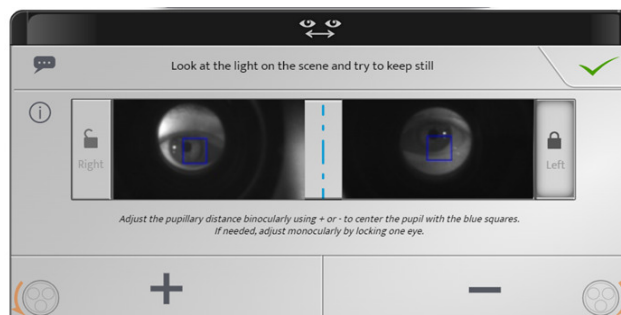 Look at the light on the scene and try to keep still
Right
Left
Adjust the pupillary distance binocularly using + or - to center the pupil with the blue squares.
If needed, adjust monocularly by locking one eye.
+
-